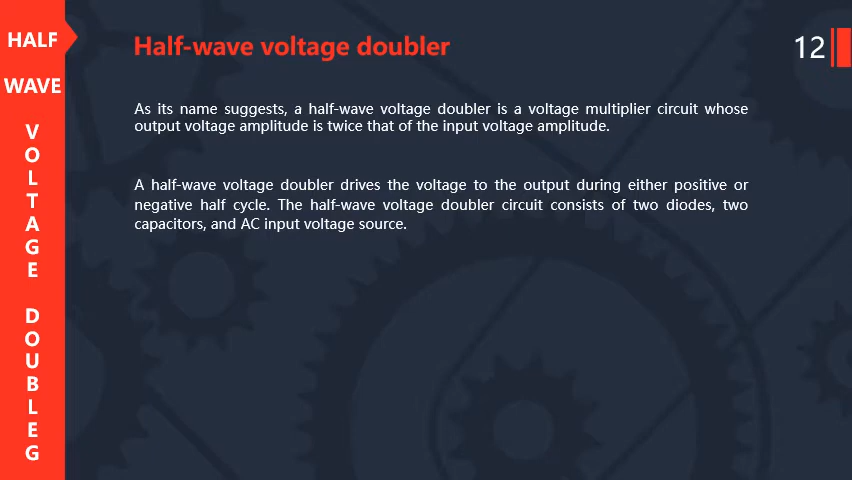 HALF
WAVE
V
O
L
T
A
G
E
D
O
U
B
L
E
G
Half-wave voltage doubler
12
As its name suggests, a half-wave voltage doubler is a voltage multiplier circuit whose
output voltage amplitude is twice that of the input voltage amplitude.
A half-wave voltage doubler drives the voltage to the output during either positive or
negative half cycle. The half-wave voltage doubler circuit consists of two diodes, two
capacitors, and AC input voltage source.